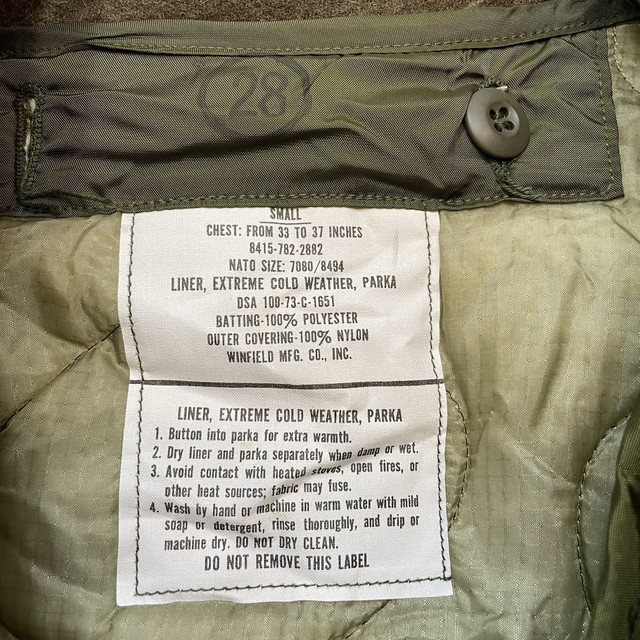 28
SMALL
CHEST: FROM 33 TO 37 INCHES
8415-782-2882
NATO SIZE: 7080/8494
LINER, EXTREME COLD WEATHER, PARKA
DSA 100-73-C-1651
BATTING-100% POLYESTER
OUTER COVERING-100% NYLON
WINFIELD MFG. CO., INC.
LINER, EXTREME COLD WEATHER, PARKA
1. Button into parka for extra warmth.
2. Dry liner and parka separately when damp or wet.
3. Avoid contact with heated stoves, open fires, or
other heat sources; fabric may fuse.
4. Wash by hand or machine in warm water with mild
soap or detergent, rinse thoroughly, and drip or
machine dry. DO NOT DRY CLEAN.
DO NOT REMOVE THIS LABEL